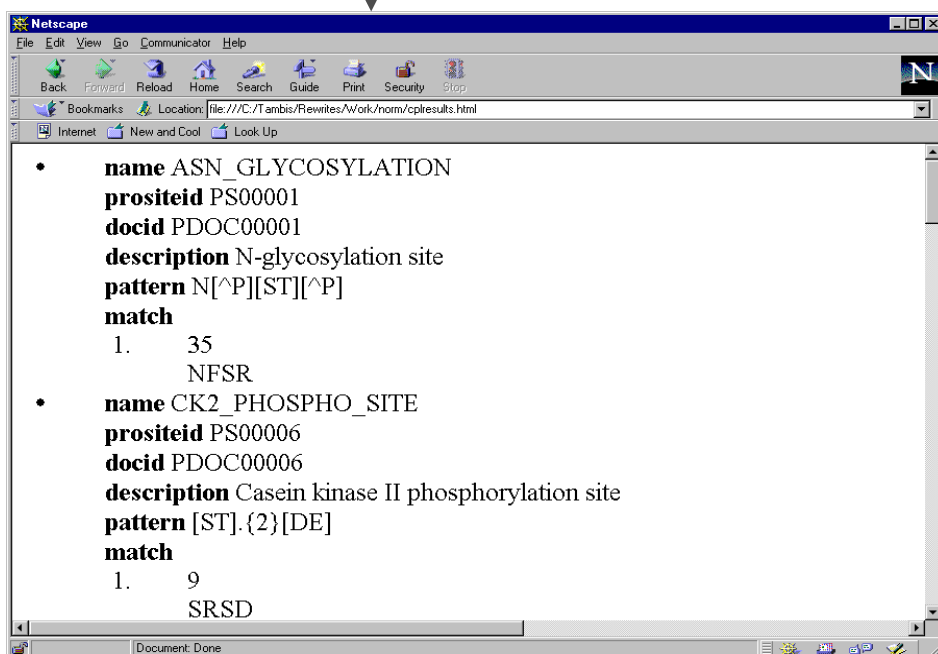 Netscape
File Edit View Go Communicator Help
Back Forward Reload Home Search Guide Print Security Stop
N
Bookmarks Location: file:///C:/Tambis/Rewrites/Work/norm/cplresults.html
Internet New and Cool Look Up
• name ASN_GLYCOSYLATION
prositeid PS00001
docid PDOC00001
description N-glycosylation site
pattern N[^P][ST][^P]
match
1. 35
NFSR
• name CK2_PHOSPHO_SITE
prositeid PS00006
docid PDOC00006
description Casein kinase II phosphorylation site
pattern [ST].{2}[DE]
match
1. 9
SRSD
Document: Done